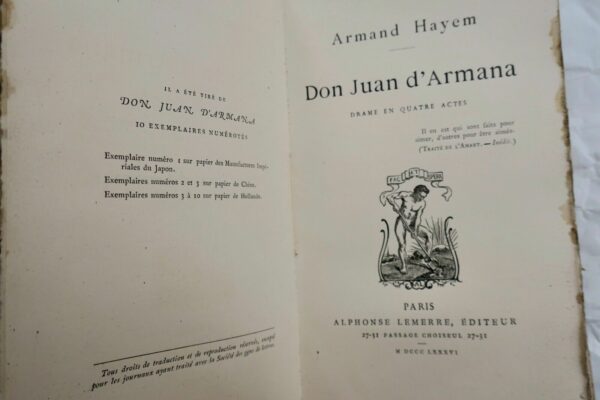 IL A ÉTÉ TIRÉ DE
DON JUAN D'ARMANA
10 EXEMPLAIRES NUMÉROTÉS
Exemplaire numéro 1 sur papier des Manufactures Impé-
riales du Japon.
Exemplaires numéros 2 et 3 sur papier de Chine.
Exemplaires numéros 3 à 10 sur papier de Hollande.
Tous droits de traduction et de reproduction réservés, excepté
pour les journaux ayant traité avec la Société des gens de lettres.
Armand Hayem
Don Juan d'Armana
DRAME EN QUATRE ACTES
Il en est qui sont faits pour
aimer, d'autres pour être aimés.
(TRAITÉ DE L'AMANT. — Inédit.)
FAC ET SPERA
AL
PARIS
ALPHONSE LEMERRE, ÉDITEUR
27-31 PASSAGE CHOISEUL 27-31
M DCCC LXXXVI